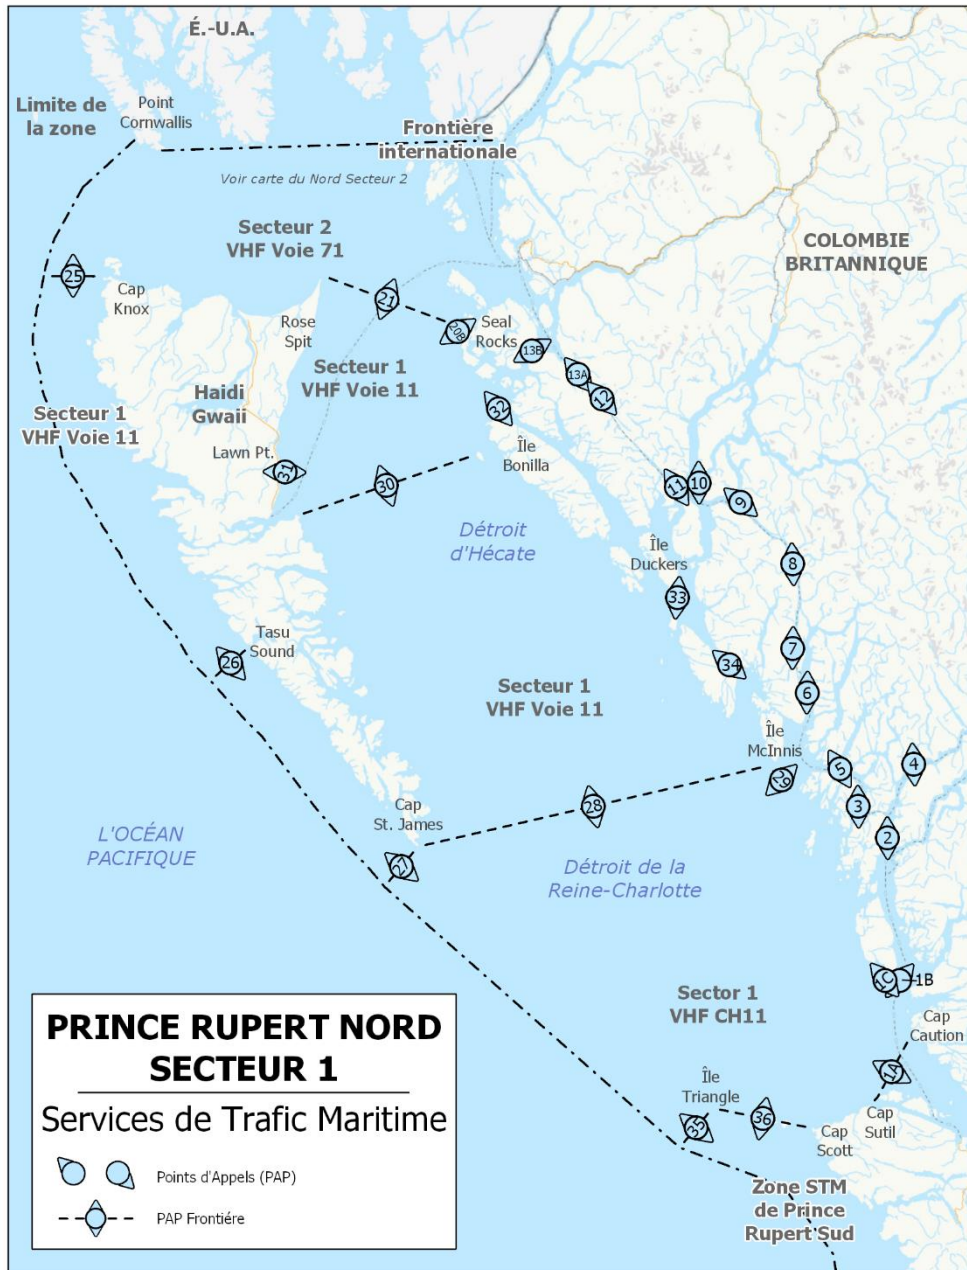 É.-U.A.
Limite de
la zone
Point
Cornwallis
Frontière
internationale
Voir carte du Nord Secteur 2
Secteur 2
VHF Voie 71
COLOMBIE
BRITANNIQUE
25
Cap
Knox
21
Rose
Spit
20B
Seal
Rocks
13B
13A
12
Secteur 1
VHF Voie 11
Haidi
Gwaii
32
Secteur 1
VHF Voie 11
Lawn Pt.
31
Île
Bonilla
30
11
10
9
Détroit
d'Hécate
Île
Duckers
8
33
Tasu
Sound
26
7
34
6
Secteur 1
VHF Voie 11
Île
McInnis
29
5
4
28
3
2
Cap
St. James
27
L'OCÉAN
PACIFIQUE
Détroit de la
Reine-Charlotte
1C
1B
Sector 1
VHF CH11
Cap
Caution
1A
Île
Triangle
35
36
Cap
Sutil
Cap
Scott
Zone STM
de Prince
Rupert Sud
PRINCE RUPERT NORD
SECTEUR 1
Services de Trafic Maritime
Points d'Appels (PAP)
PAP Frontiére